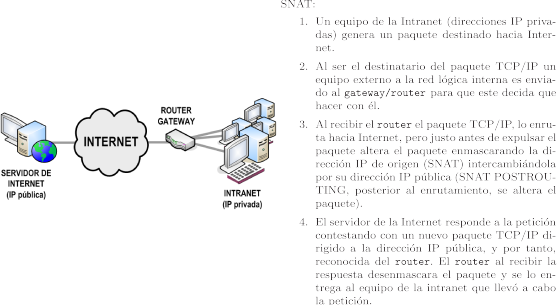 SNAT:
1. Un equipo de la Intranet (direcciones IP priva-
das) genera un paquete destinado hacia Inter-
net.
2. Al ser el destinatario del paquete TCP/IP un
equipo externo a la red lógica interna es envia-
do al gateway/router para que este decida que
hacer con él.
3. Al recibir el router el paquete TCP/IP, lo enru-
ta hacia Internet, pero justo antes de expulsar el
paquete altera el paquete enmascarando la di-
rección IP de origen (SNAT) intercambiándola
por su dirección IP pública (SNAT POSTROU-
TING, posterior al enrutamiento, se altera el
paquete).
4. El servidor de la Internet responde a la petición
contestando con un nuevo paquete TCP/IP di-
rigido a la dirección IP pública, y por tanto,
reconocida del router. El router al recibir la
respuesta desenmascara el paquete y se lo en-
trega al equipo de la intranet que llevó a cabo
la petición.
ROUTER
GATEWAY
INTERNET
SERVIDOR DE
INTERNET
(IP pública)
INTRANET
(IP privada)